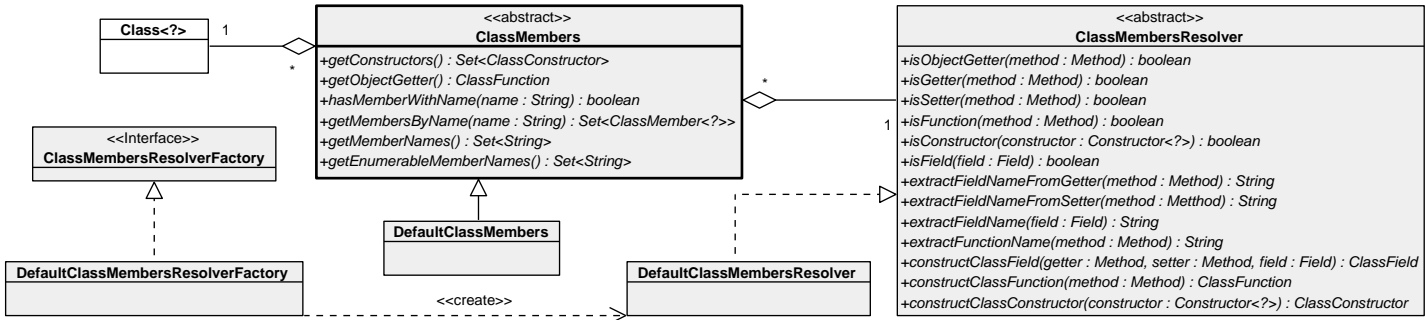 Class<?>
1
*
<<abstract>>
ClassMembers
+getConstructors() : Set<ClassConstructor>
+getObjectGetter() : ClassFunction
+hasMemberWithName(name : String) : boolean
+getMembersByName(name : String) : Set<ClassMember<?>>
+getMemberNames() : Set<String>
+getEnumerableMemberNames() : Set<String>
*
1
<<abstract>>
ClassMembersResolver
+isObjectGetter(method : Method) : boolean
+isGetter(method : Method) : boolean
+isSetter(method : Method) : boolean
+isFunction(method : Method) : boolean
+isConstructor(constructor : Constructor<?>) : boolean
+isField(field : Field) : boolean
+extractFieldNameFromGetter(method : Method) : String
+extractFieldNameFromSetter(method : Metthod) : String
+extractFieldName(field : Field) : String
+extractFunctionName(method : Method) : String
+constructClassField(getter : Method, setter : Method, field : Field) : ClassField
+constructClassFunction(method : Method) : ClassFunction
+constructClassConstructor(constructor : Constructor<?>) : ClassConstructor
<<Interface>>
ClassMembersResolverFactory
DefaultClassMembers
DefaultClassMembersResolverFactory
<<create>>
DefaultClassMembersResolver